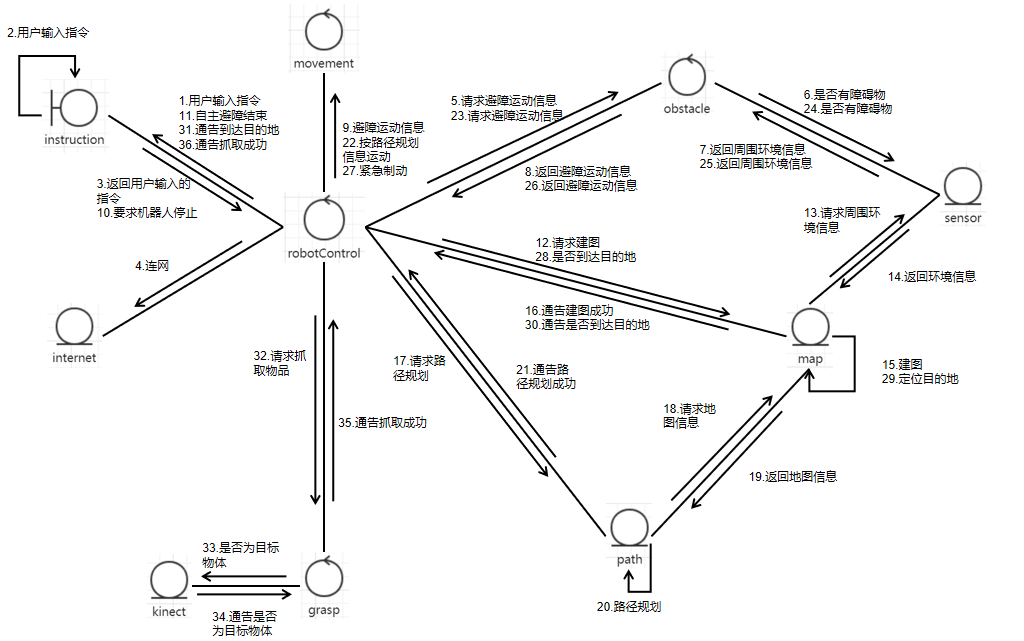 2.用户输入指令
movement
instruction
1.用户输入指令
11.自主避障结束
31.通告到达目的地
36.通告抓取成功
9.避障运动信息
22.按路径规划
信息运动
27.紧急制动
5.请求避障运动信息
23.请求避障运动信息
obstacle
6.是否有障碍物
24.是否有障碍物
7.返回周围环境信息
25.返回周围环境信息
8.返回避障运动信息
26.返回避障运动信息
sensor
3.返回用户输入的
指令
10.要求机器人停止
robotControl
13.请求周围环
境信息
12.请求建图
28.是否到达目的地
14.返回环境信息
4.连网
internet
16.通告建图成功
30.通告是否到达目的地
map
15.建图
29.定位目的地
32.请求抓
取物品
17.请求路
径规划
21.通告路
径规划成功
35.通告抓取成功
18.请求地
图信息
19.返回地图信息
path
20.路径规划
33.是否为目标
物体
kinect
grasp
34.通告是否
为目标物体